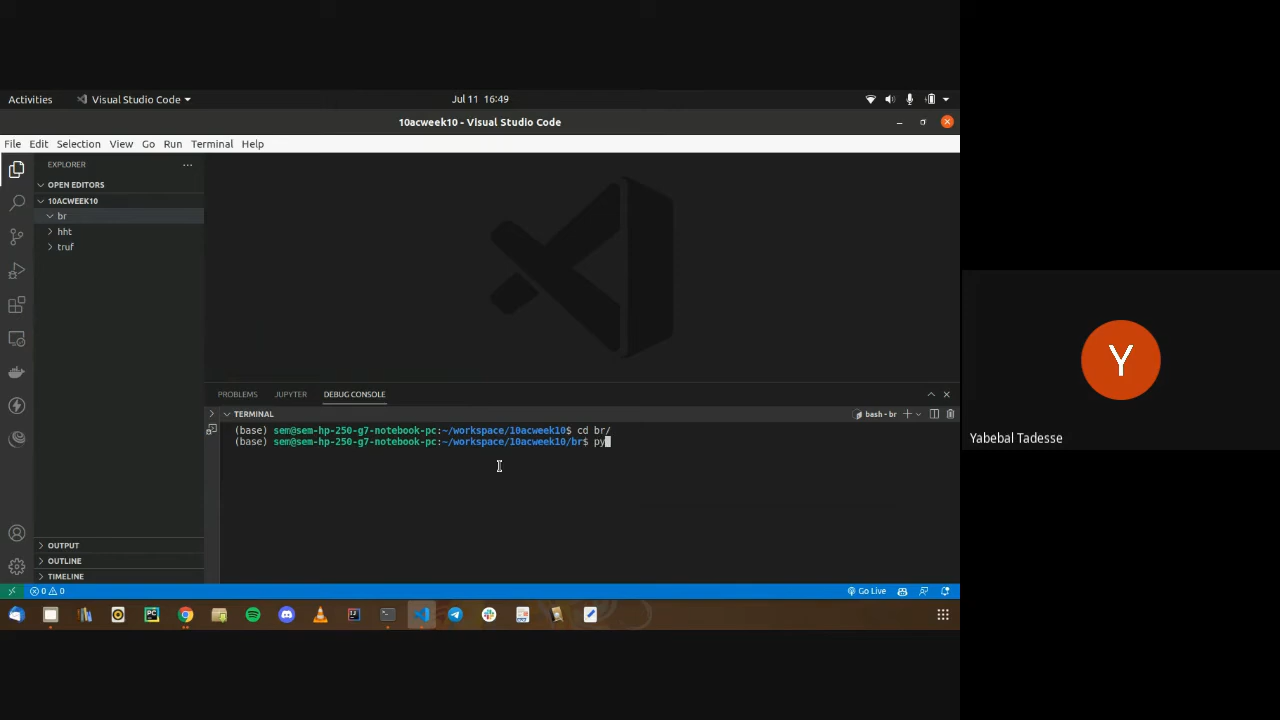 Activities
Visual Studio Code
Jul 11 16:49
10acweek10 - Visual Studio Code
File Edit Selection View Go Run Terminal Help
EXPLORER
OPEN EDITORS
10ACWEEK10
br
hht
truf
PROBLEMS JUPYTER DEBUG CONSOLE
TERMINAL
bash - br
(base) sem@sem-hp-250-g7-notebook-pc:~/workspace/10acweek10$ cd br/
(base) sem@sem-hp-250-g7-notebook-pc:~/workspace/10acweek10/br$ py
OUTPUT
OUTLINE
TIMELINE
0 0
Go Live
Y
Yabebal Tadesse